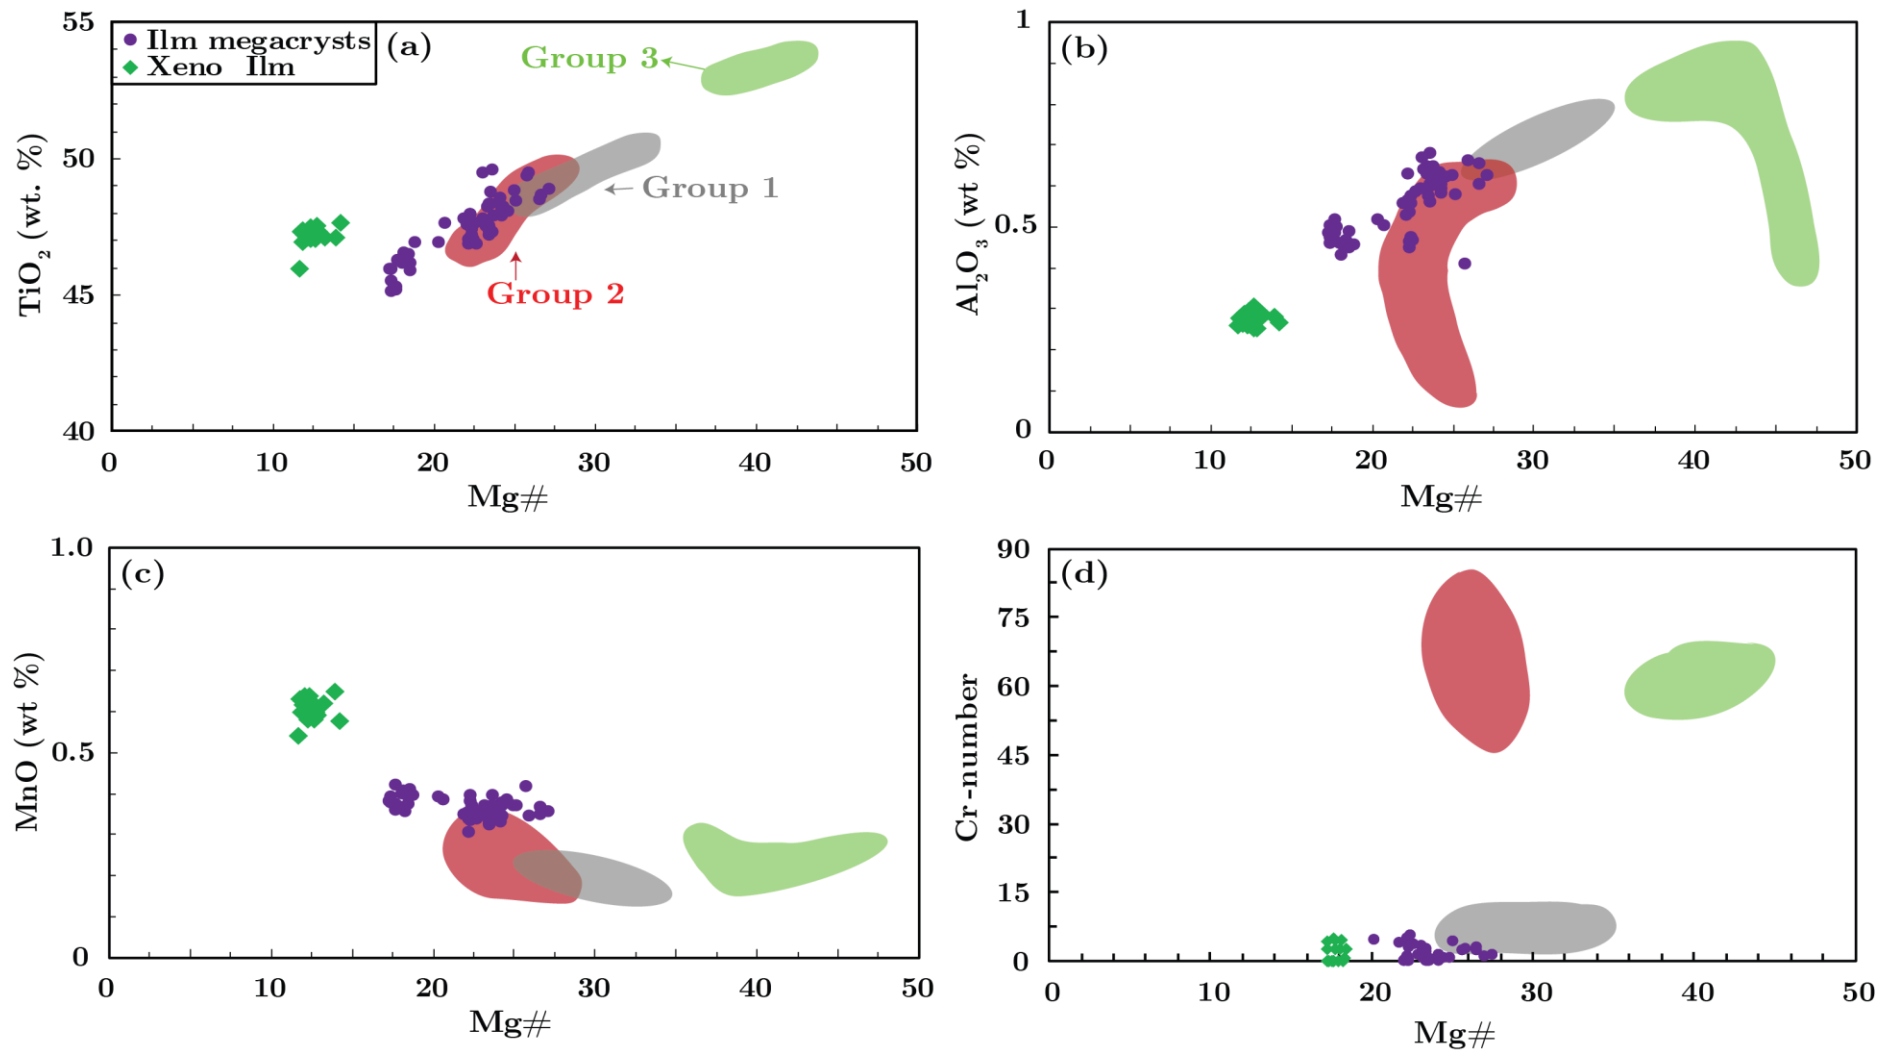 55
Ilm megacrysts
Xeno Ilm
(a)
Group 3
50
Group 1
45
Group 2
40
TiO₂ (wt. %)
0 10 20 30 40 50
Mg#
1
(b)
0.5
0
Al₂O₃ (wt %)
0 10 20 30 40 50
Mg#
1.0
(c)
0.5
0
MnO (wt %)
0 10 20 30 40 50
Mg#
90
(d)
75
60
45
30
15
0
Cr-number
0 10 20 30 40 50
Mg#